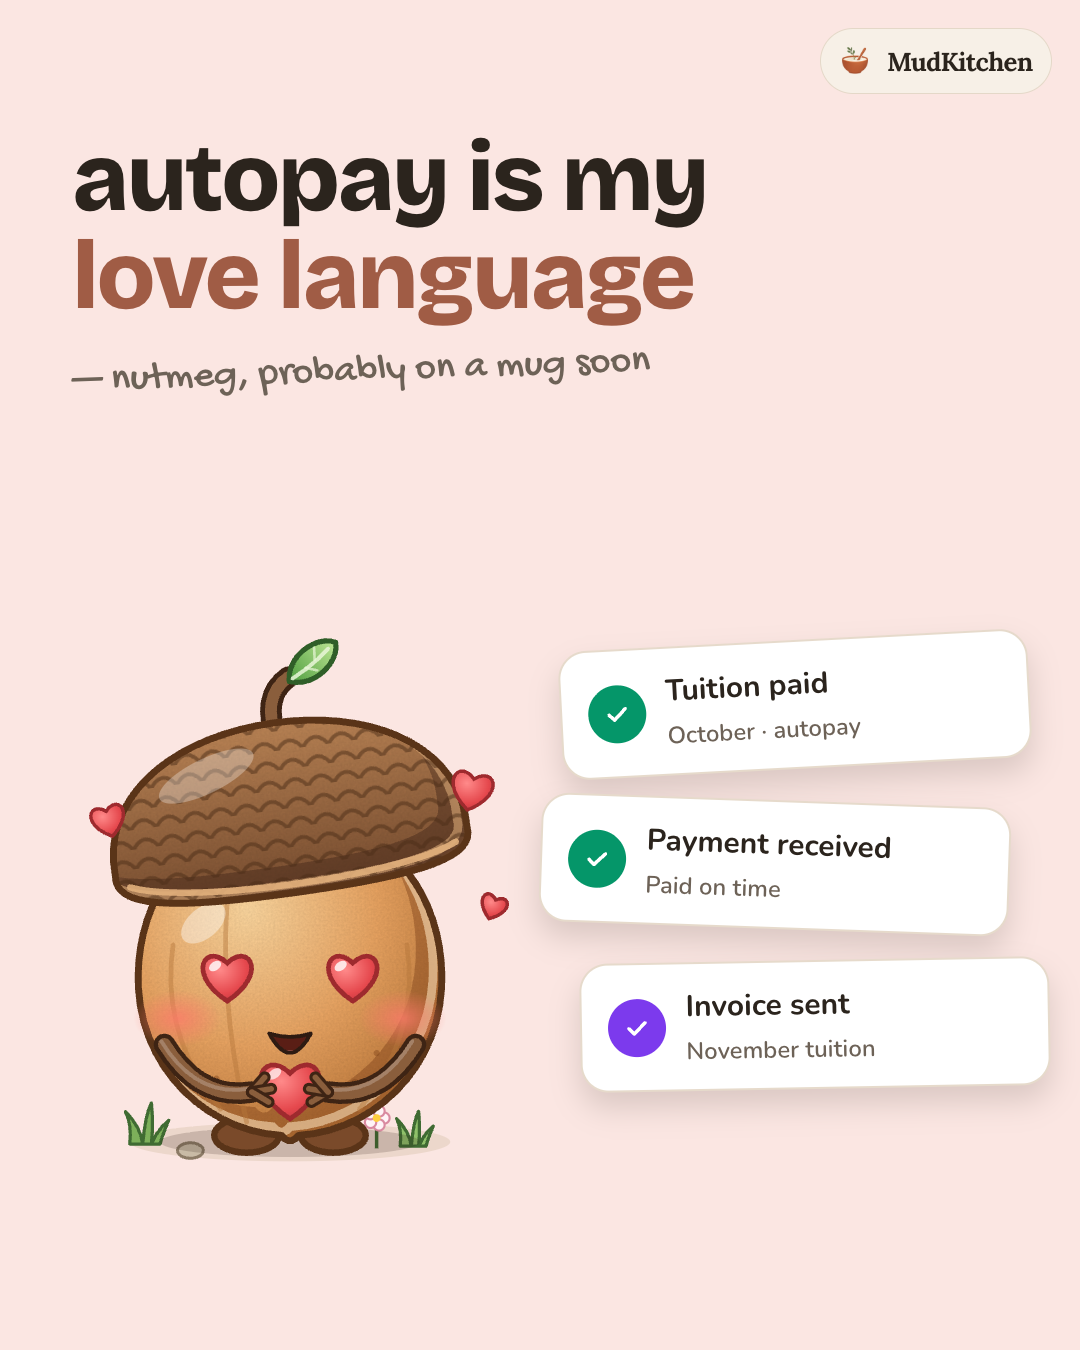 MudKitchen
autopay is my
love language
— nutmeg, probably on a mug soon
Tuition paid
October · autopay
Payment received
Paid on time
Invoice sent
November tuition